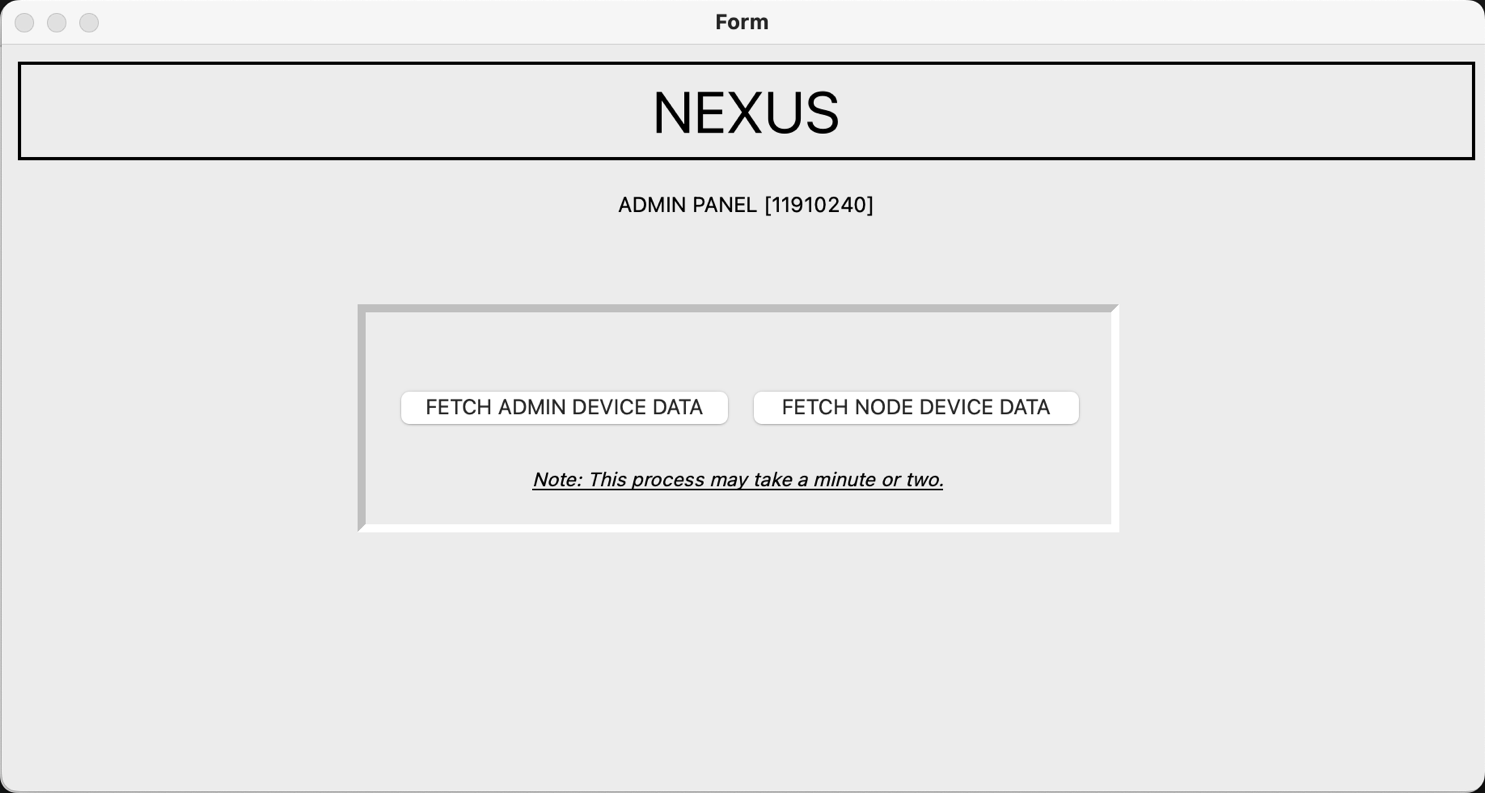 Form
NEXUS
ADMIN PANEL [11910240]
FETCH ADMIN DEVICE DATA FETCH NODE DEVICE DATA
Note: This process may take a minute or two.